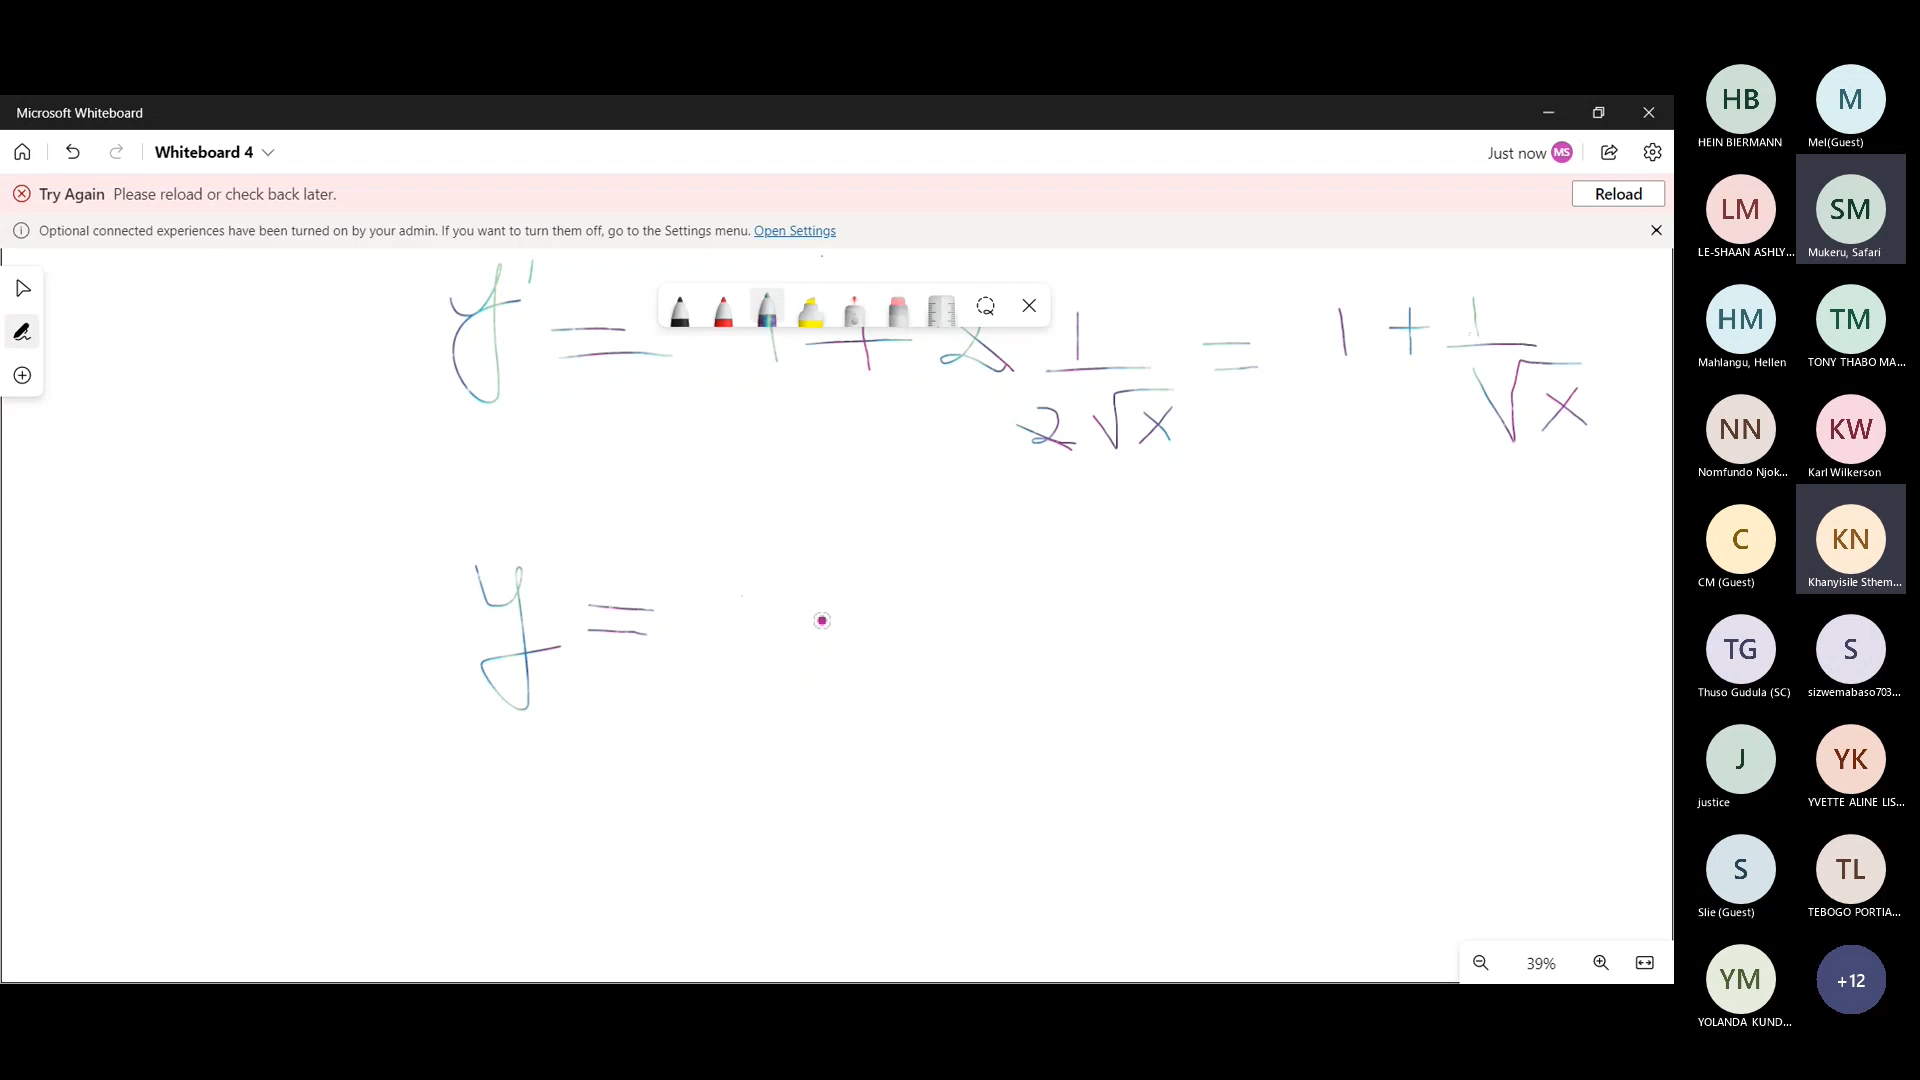 Microsoft Whiteboard
Whiteboard 4
Just now MS
Try Again Please reload or check back later.
Reload
Optional connected experiences have been turned on by your admin. If you want to turn them off, go to the Settings menu. Open Settings
y' = 1 + 2 1/(2√x) = 1 + 1/√x
y =
39%
HB
HEIN BIERMANN
M
Mel(Guest)
LM
LE-SHAAN ASHLY...
SM
Mukeru, Safari
HM
Mahlangu, Hellen
TM
TONY THABO MA...
NN
Nomfundo Njok...
KW
Karl Wilkerson
C
CM (Guest)
KN
Khanyisile Sthem...
TG
Thuso Gudula (SC)
S
sizwemabaso703...
J
justice
YK
YVETTE ALINE LIS...
S
Slie (Guest)
TL
TEBOGO PORTIA...
YM
YOLANDA KUND...
+12